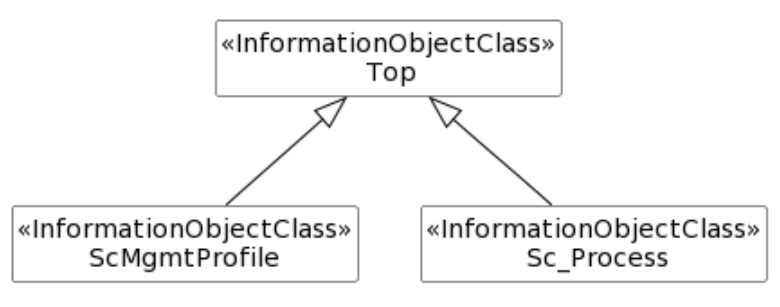 «InformationObjectClass»
Top
«InformationObjectClass»
ScMgmtProfile
«InformationObjectClass»
Sc_Process